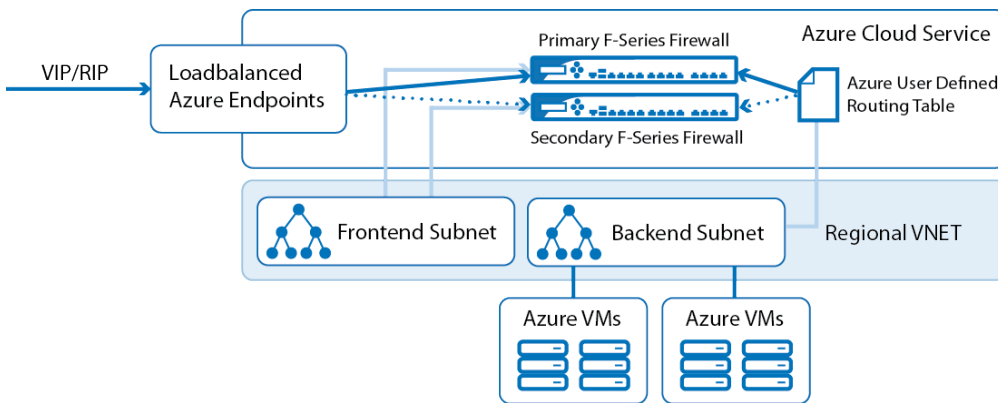 Primary F-Series Firewall
Azure Cloud Service
VIP/RIP
Loadbalanced
Azure Endpoints
Azure User Defined
Routing Table
Secondary F-Series Firewall
Frontend Subnet
Backend Subnet
Regional VNET
Azure VMs
Azure VMs